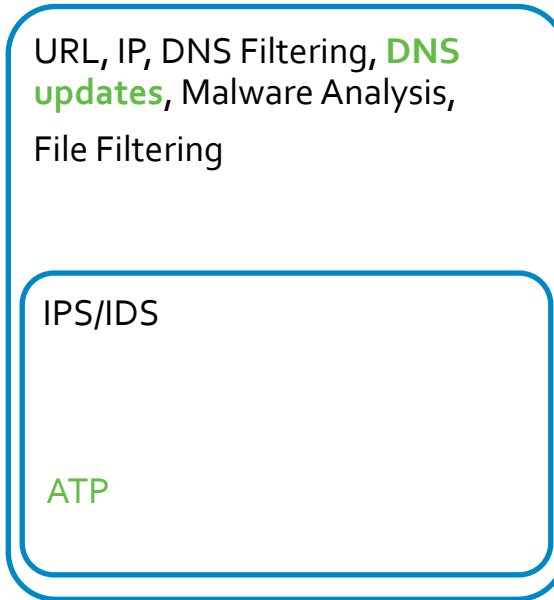 URL, IP, DNS Filtering, DNS
updates, Malware Analysis,
File Filtering
IPS/IDS
ATP